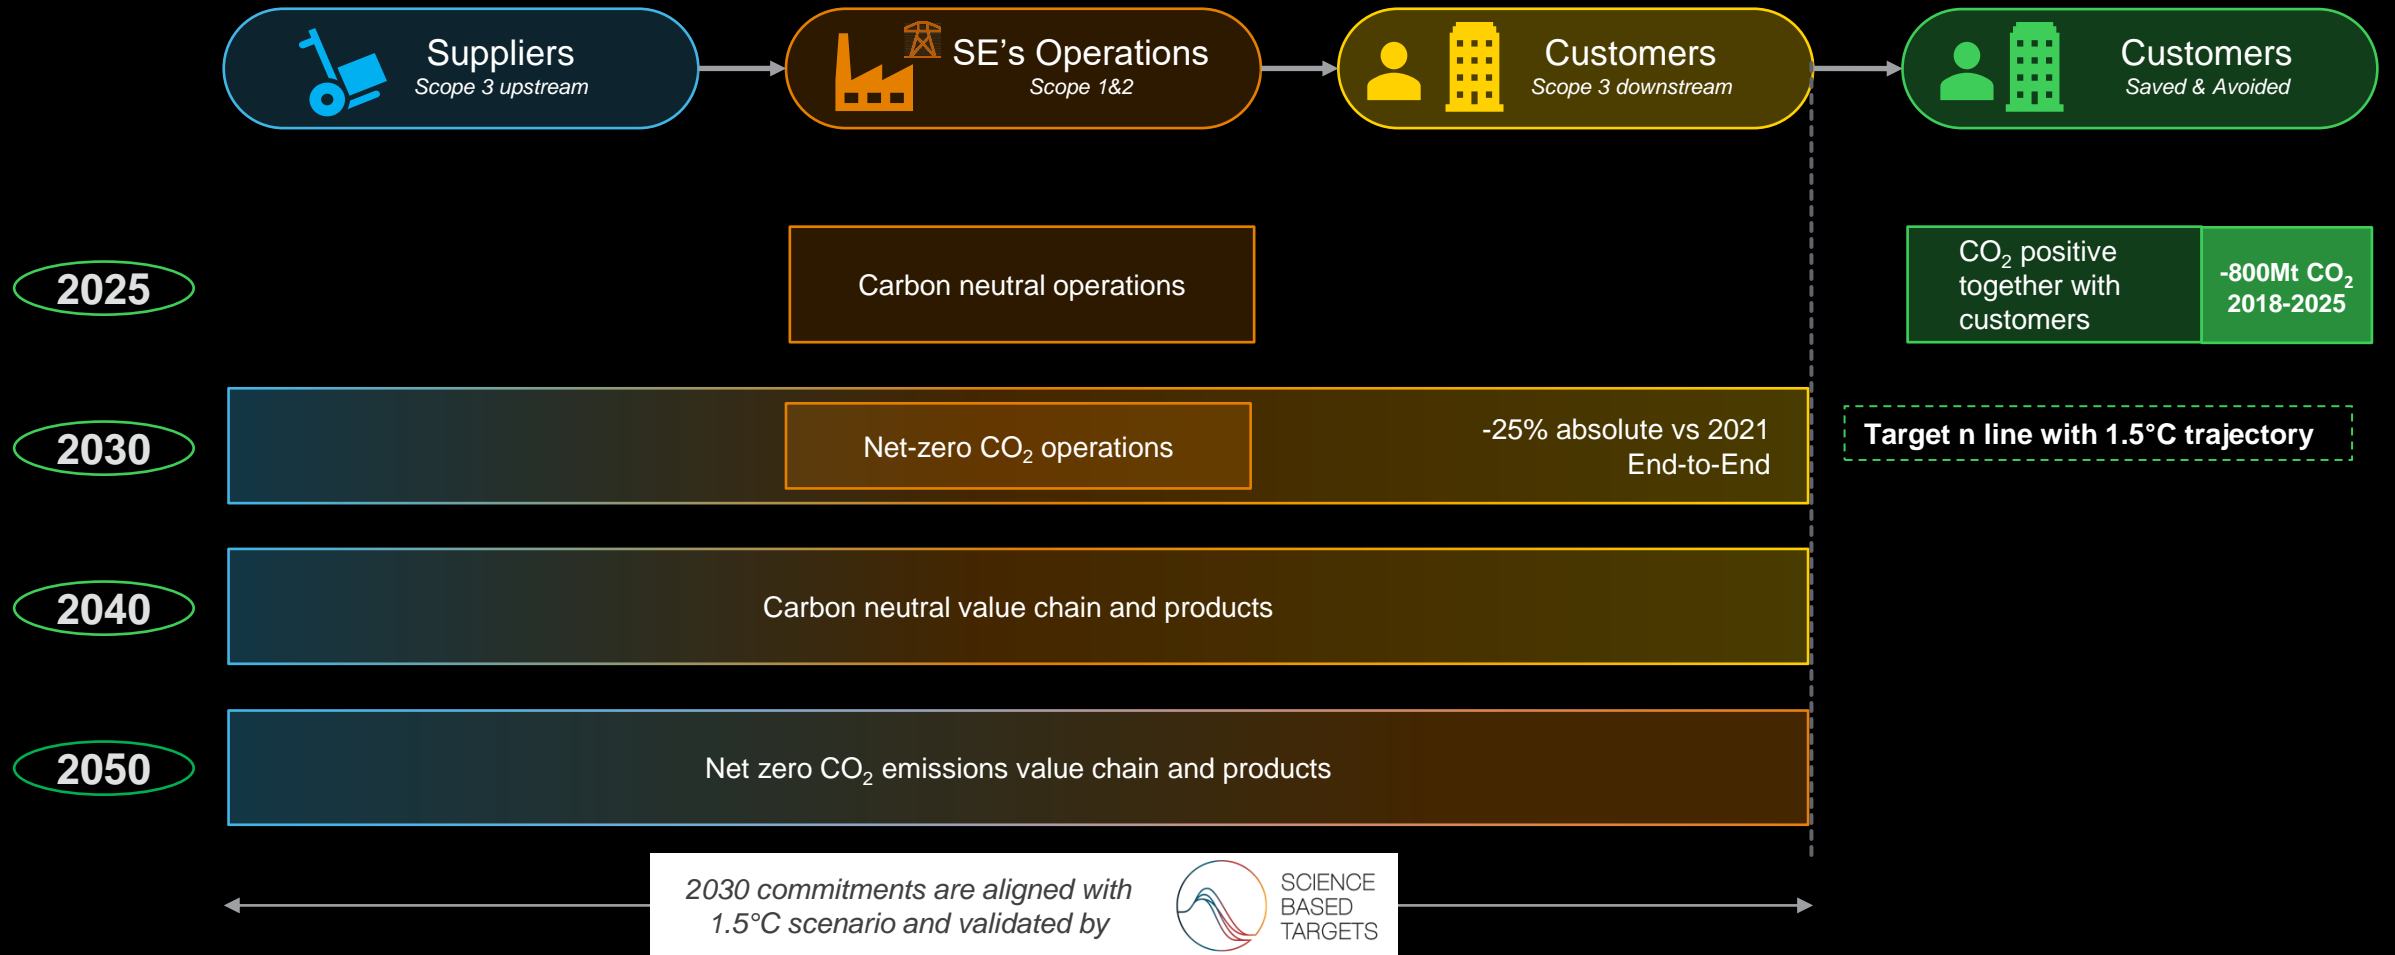 Suppliers
Scope 3 upstream
SE's Operations
Scope 1&2
Customers
Scope 3 downstream
Customers
Saved & Avoided
2025
Carbon neutral operations
CO₂ positive
together with
customers
-800Mt CO₂
2018-2025
2030
Net-zero CO₂ operations
-25% absolute vs 2021
End-to-End
Target n line with 1.5°C trajectory
2040
Carbon neutral value chain and products
2050
Net zero CO₂ emissions value chain and products
2030 commitments are aligned with
1.5°C scenario and validated by
SCIENCE
BASED
TARGETS